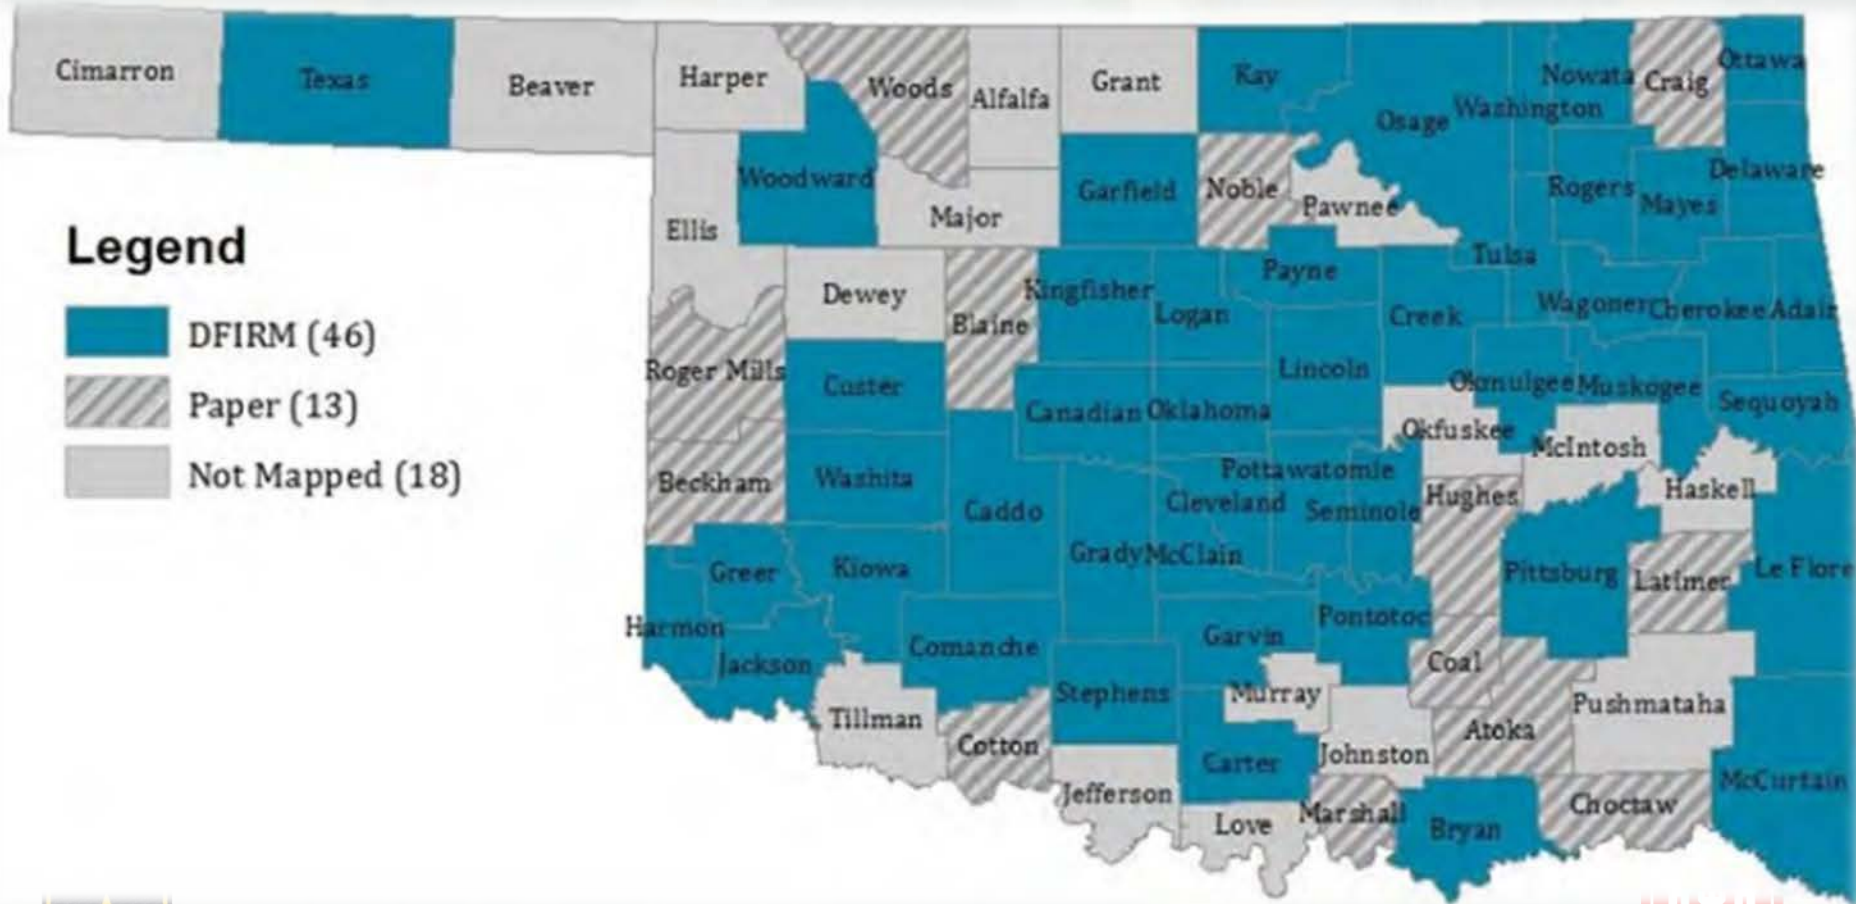 Cimarron
Texas
Beaver
Harper
Woods
Alfalfa
Grant
Kay
Osage
Washington
Nowata
Craig
Ottawa
Woodward
Ellis
Major
Garfield
Noble
Pawnee
Rogers
Mayes
Delaware
Legend
DFIRM (46)
Paper (13)
Not Mapped (18)
Dewey
Blaine
Kingfisher
Logan
Payne
Creek
Tulsa
Wagoner
Cherokee
Adair
Roger Mills
Custer
Canadian
Oklahoma
Lincoln
Okmulgee
Muskogee
Sequoyah
Okfuskee
McIntosh
Beckham
Washita
Caddo
Pottawatomie
Cleveland
Seminole
Hughes
Haskell
Grady
McClain
Greer
Kiowa
Pittsburg
Latimer
Le Flore
Harmon
Jackson
Comanche
Garvin
Pontotoc
Coal
Tillman
Stephens
Murray
Pushmataha
Cotton
Atoka
Johnston
Carter
Jefferson
Love
Marshall
Bryan
Choctaw
McCurtain